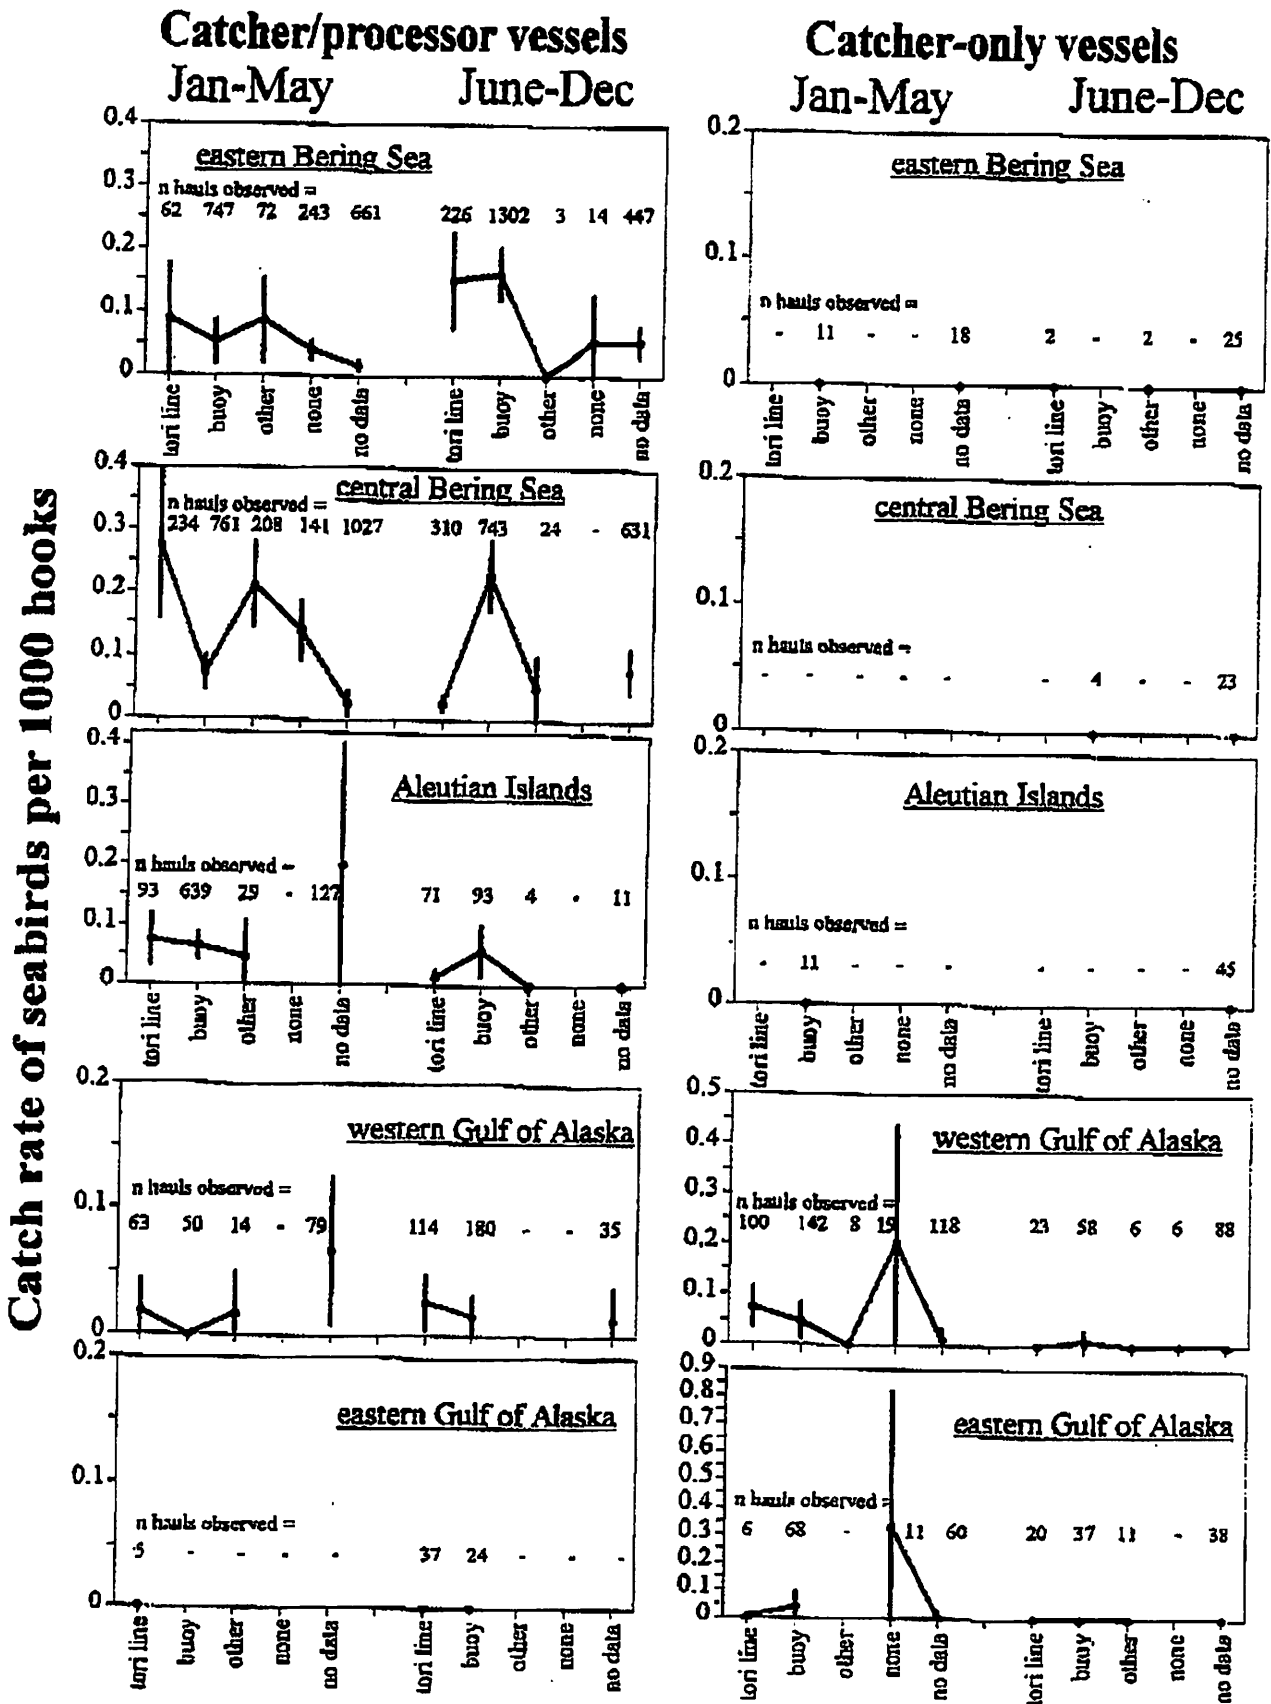 Catcher/processor vessels
Jan-May June-Dec
Catcher-only vessels
Jan-May June-Dec
Catch rate of seabirds per 1000 hooks
0.4
0.3
0.2
0.1
0
eastern Bering Sea
n hauls observed =
62 747 72 243 661 226 1302 3 14 447
tori line buoy other none no data tori line buoy other none no data
0.4
0.3
0.2
0.1
0
central Bering Sea
n hauls observed =
234 761 208 141 1027 310 743 24 - 631
0.4
0.3
0.2
0.1
0
Aleutian Islands
n hauls observed =
93 639 29 - 127 71 93 4 - 11
tori line buoy other none no data tori line buoy other none no data
0.2
0.1
0
western Gulf of Alaska
n hauls observed =
63 50 14 - 79 114 180 - - 35
0.2
0.1
0
eastern Gulf of Alaska
n hauls observed =
5 - - - - 37 24 - - -
tori line buoy other none no data tori line buoy other none no data
0.2
0.1
0
eastern Bering Sea
n hauls observed =
- 11 - - 18 2 - 2 - 25
tori line buoy other none no data tori line buoy other none no data
0.2
0.1
0
central Bering Sea
n hauls observed =
- - - - - - 4 - - 23
0.2
0.1
0
Aleutian Islands
n hauls observed =
- 11 - - - - - - - 45
tori line buoy other none no data tori line buoy other none no data
0.5
0.4
0.3
0.2
0.1
0
western Gulf of Alaska
n hauls observed =
100 142 8 19 118 23 58 6 6 88
0.9
0.8
0.7
0.6
0.5
0.4
0.3
0.2
0.1
0
eastern Gulf of Alaska
n hauls observed =
6 68 - 11 60 20 37 11 - 38
tori line buoy other none no data tori line buoy other none no data